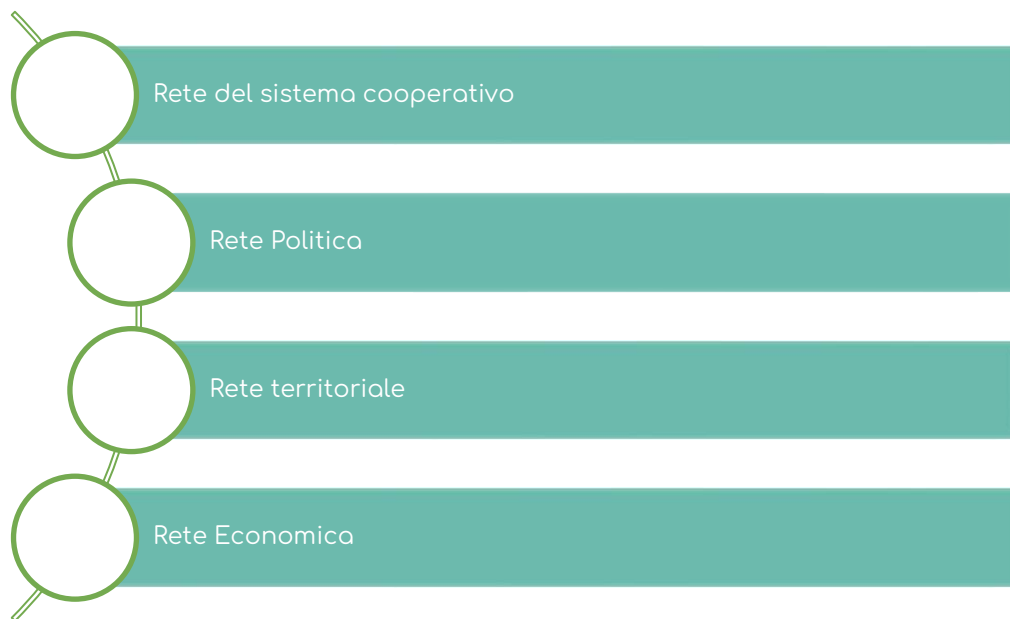 Rete del sistema cooperativo
Rete Politica
Rete territoriale
Rete Economica